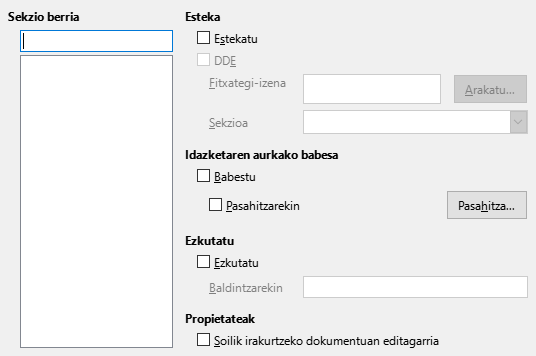 Sekzio berria
Esteka
Estekatu
DDE
Fitxategi-izena
Arakatu...
Sekzioa
Idazketaren aurkako babesa
Babestu
Pasahitzarekin
Pasahitza...
Ezkutatu
Ezkutatu
Baldintzarekin
Propietateak
Soilik irakurtzeko dokumentuan editagarria